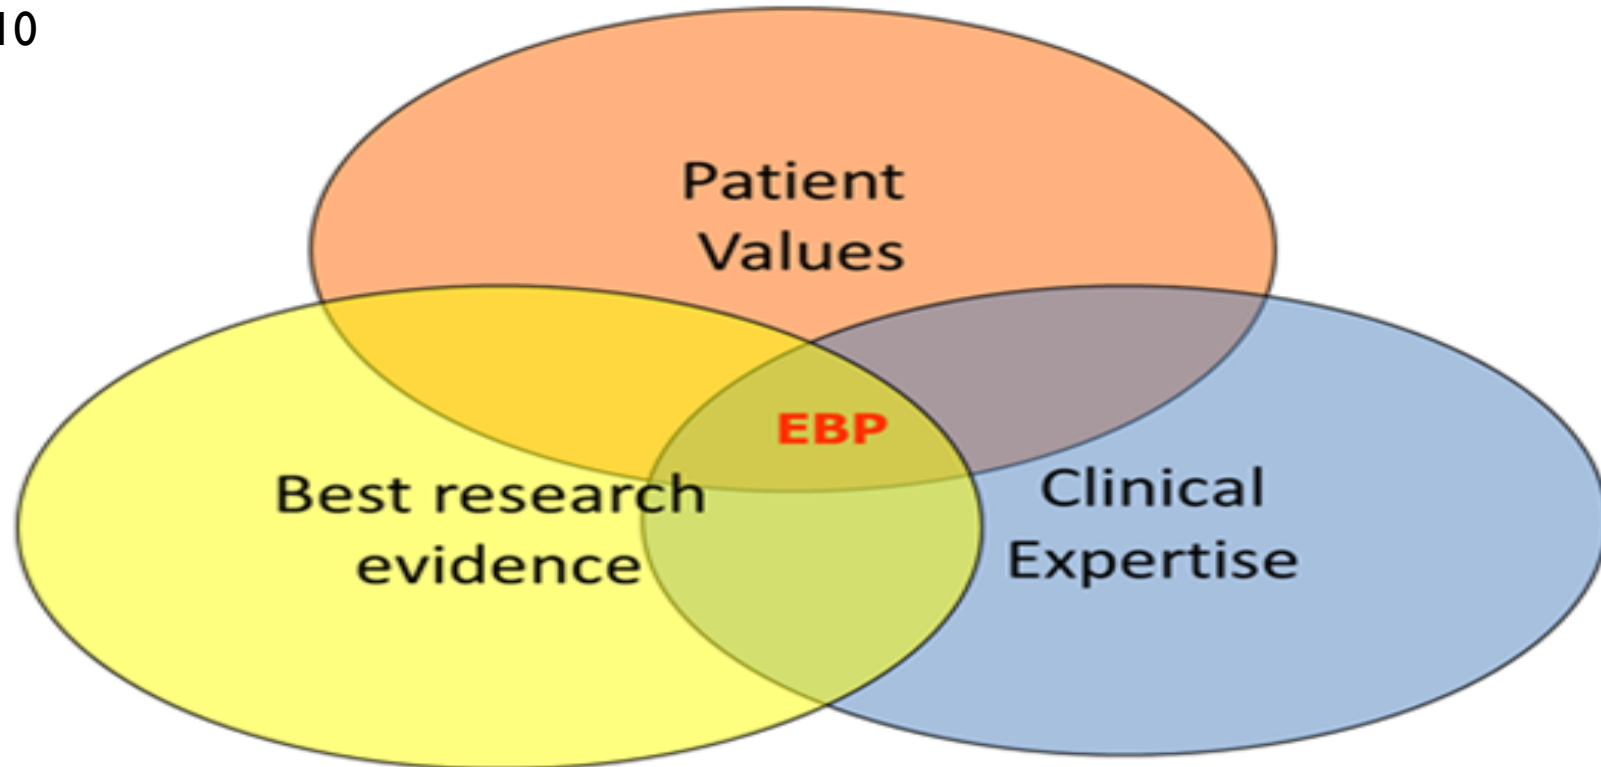 10
Patient
Values
EBP
Best research
evidence
Clinical
Expertise